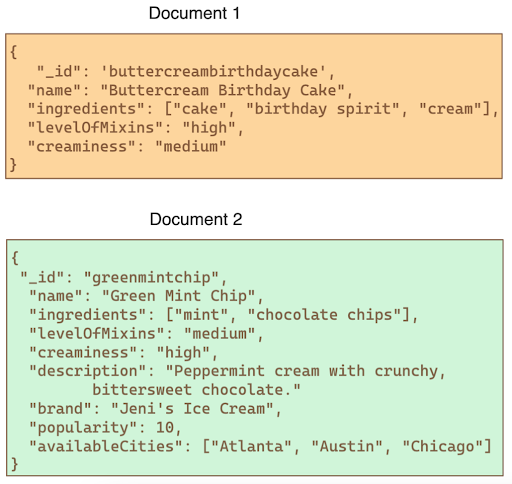 Document 1
{
"_id": 'buttercreambirthdaycake',
"name": "Buttercream Birthday Cake",
"ingredients": ["cake", "birthday spirit", "cream"],
"levelOfMixins": "high",
"creaminess": "medium"
}
Document 2
{
"_id": "greenmintchip",
"name": "Green Mint Chip",
"ingredients": ["mint", "chocolate chips"],
"levelOfMixins": "medium",
"creaminess": "high",
"description": "Peppermint cream with crunchy,
bittersweet chocolate."
"brand": "Jeni's Ice Cream",
"popularity": 10,
"availableCities": ["Atlanta", "Austin", "Chicago"]
}